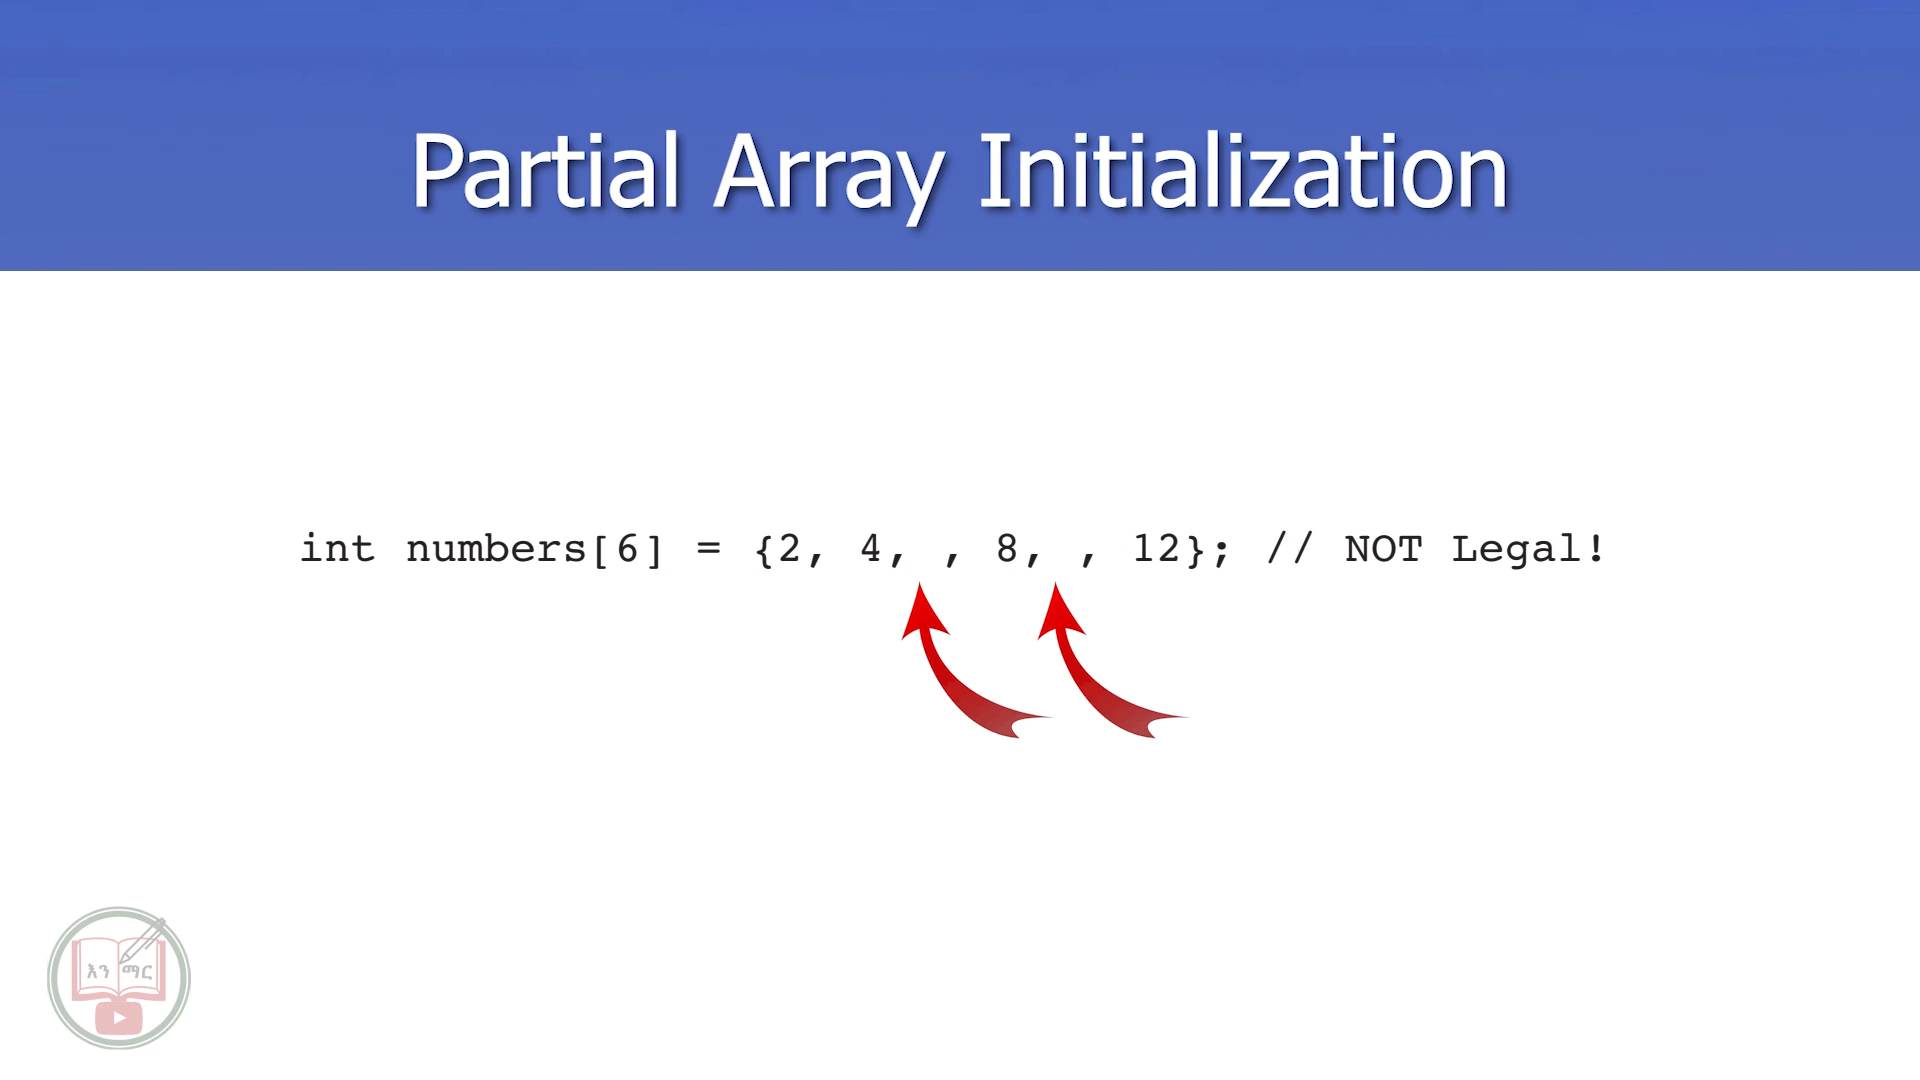 Partial Array Initialization
int numbers[6] = {2, 4, , 8, , 12}; // NOT Legal!
እን ማር